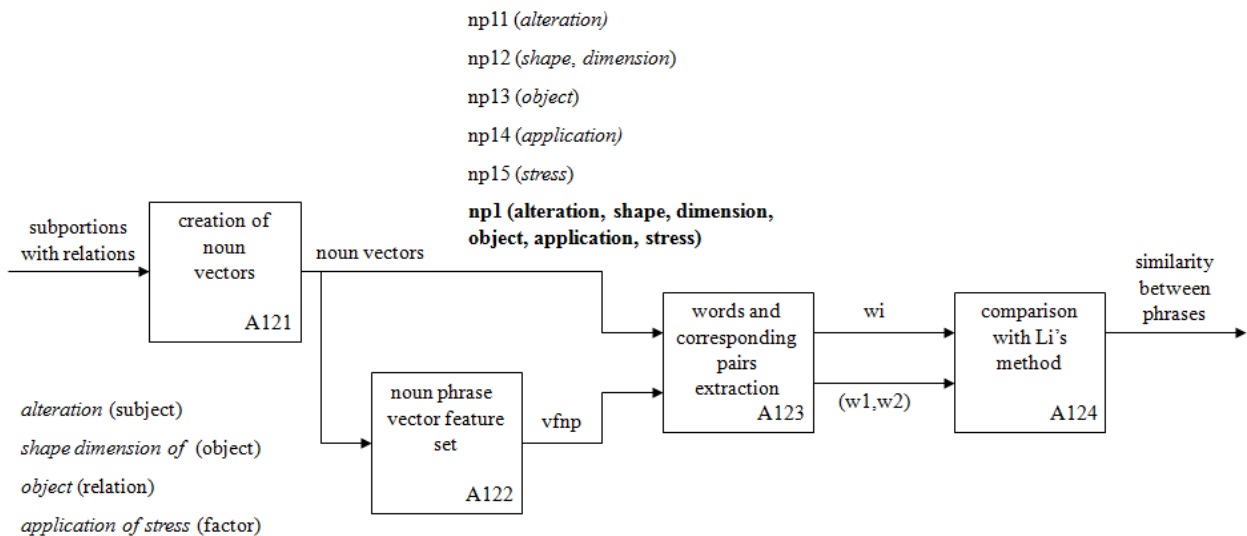 np11 (alteration)
np12 (shape, dimension)
np13 (object)
np14 (application)
np15 (stress)
np1 (alteration, shape, dimension,
object, application, stress)
subportions
with relations
creation of
noun
vectors
A121
noun vectors
words and
corresponding
pairs
extraction
A123
wi
(w1,w2)
comparison
with Li's
method
A124
similarity
between
phrases
noun phrase
vector feature
set
A122
vfnp
alteration (subject)
shape dimension of (object)
object (relation)
application of stress (factor)